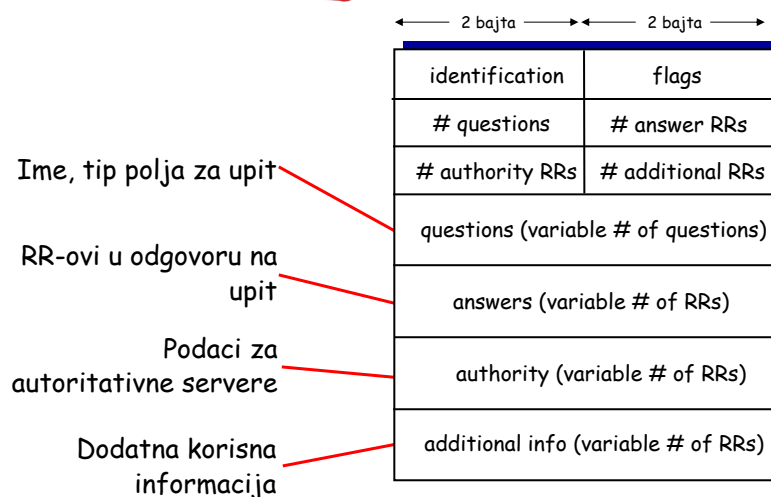 2 bajta 2 bajta
identification flags
# questions # answer RRs
# authority RRs # additional RRs
Ime, tip polja za upit
questions (variable # of questions)
RR-ovi u odgovoru na
upit
answers (variable # of RRs)
Podaci za
autoritativne servere
authority (variable # of RRs)
Dodatna korisna
informacija
additional info (variable # of RRs)